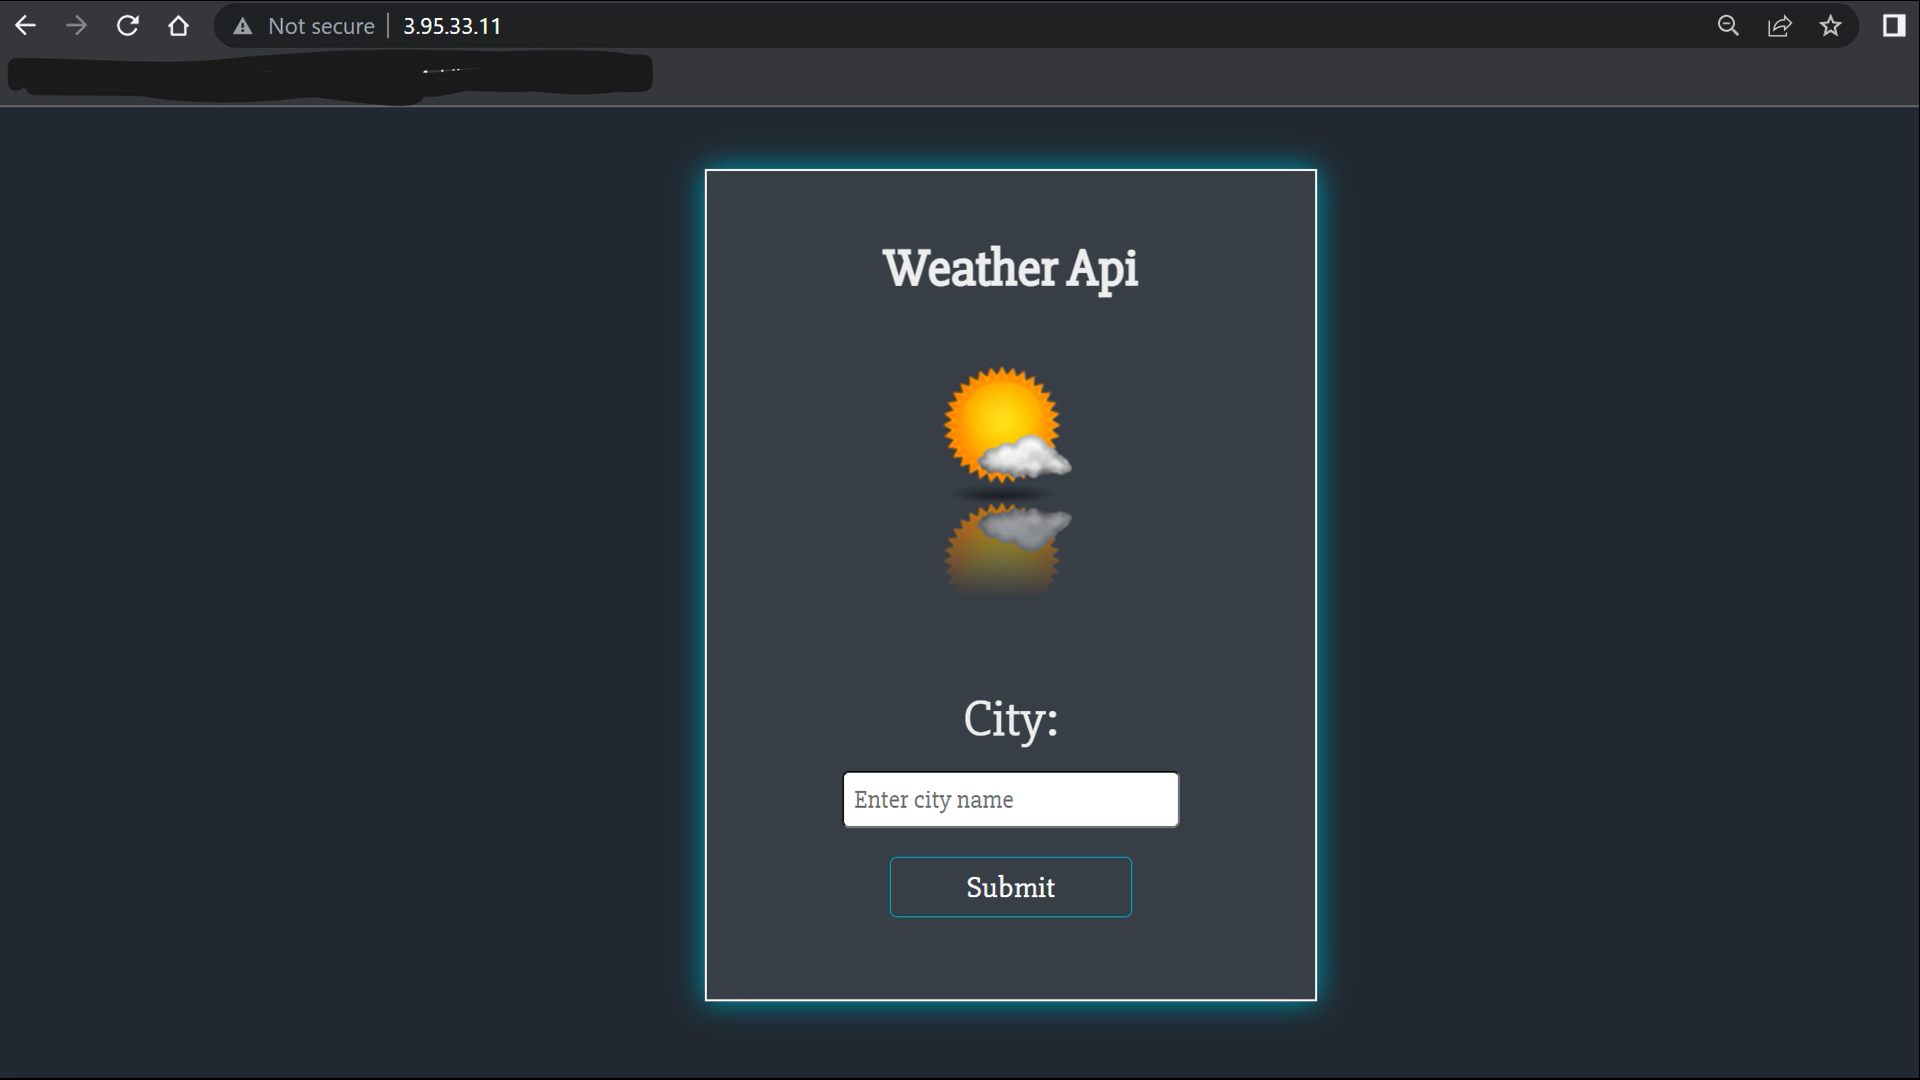 Not secure | 3.95.33.11
Weather Api
City:
Enter city name
Submit